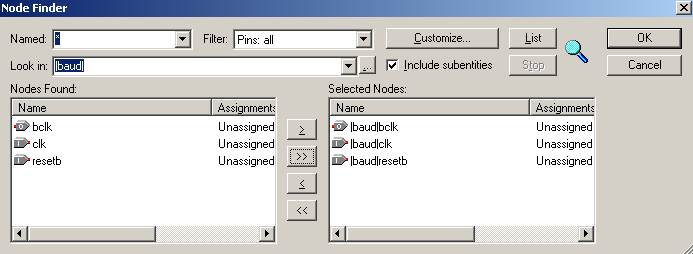 Node Finder
Named: * Filter: Pins: all Customize... List OK
Look in: |baud| ... Include subentities Stop Cancel
Nodes Found: Selected Nodes:
Name Assignments Name Assignments
bclk Unassigned |baud|bclk Unassigned
clk Unassigned |baud|clk Unassigned
resetb Unassigned |baud|resetb Unassigned
>
>>
<
<<